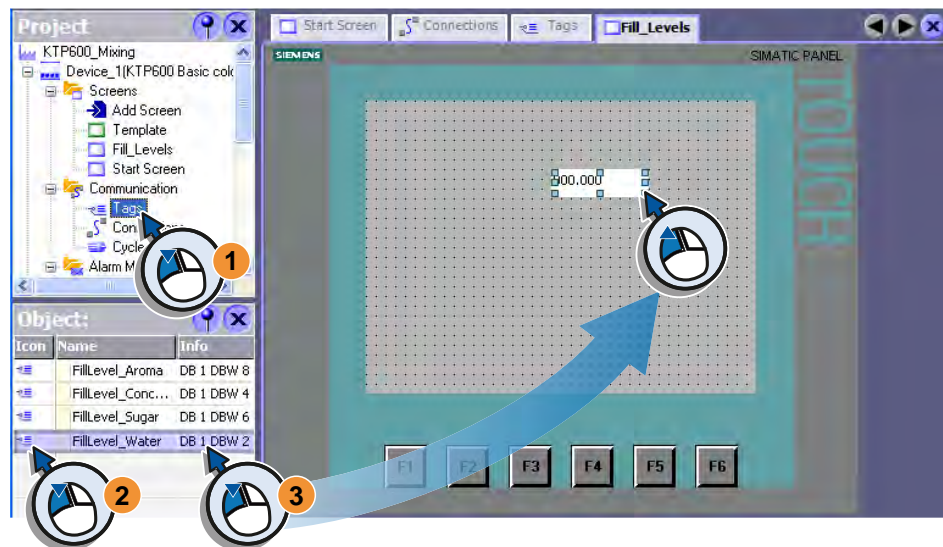 Project
KTP600_Mixing
Device_1(KTP600 Basic colo
Screens
Add Screen
Template
Fill_Levels
Start Screen
Communication
Tags
Con
Cycle
Alarm M
1
Object:
Icon Name Info
FillLevel_Aroma DB 1 DBW 8
FillLevel_Conc... DB 1 DBW 4
FillLevel_Sugar DB 1 DBW 6
FillLevel_Water DB 1 DBW 2
2
3
Start Screen Connections Tags Fill_Levels
SIEMENS SIMATIC PANEL
TOUCH
000.000
F1 F2 F3 F4 F5 F6